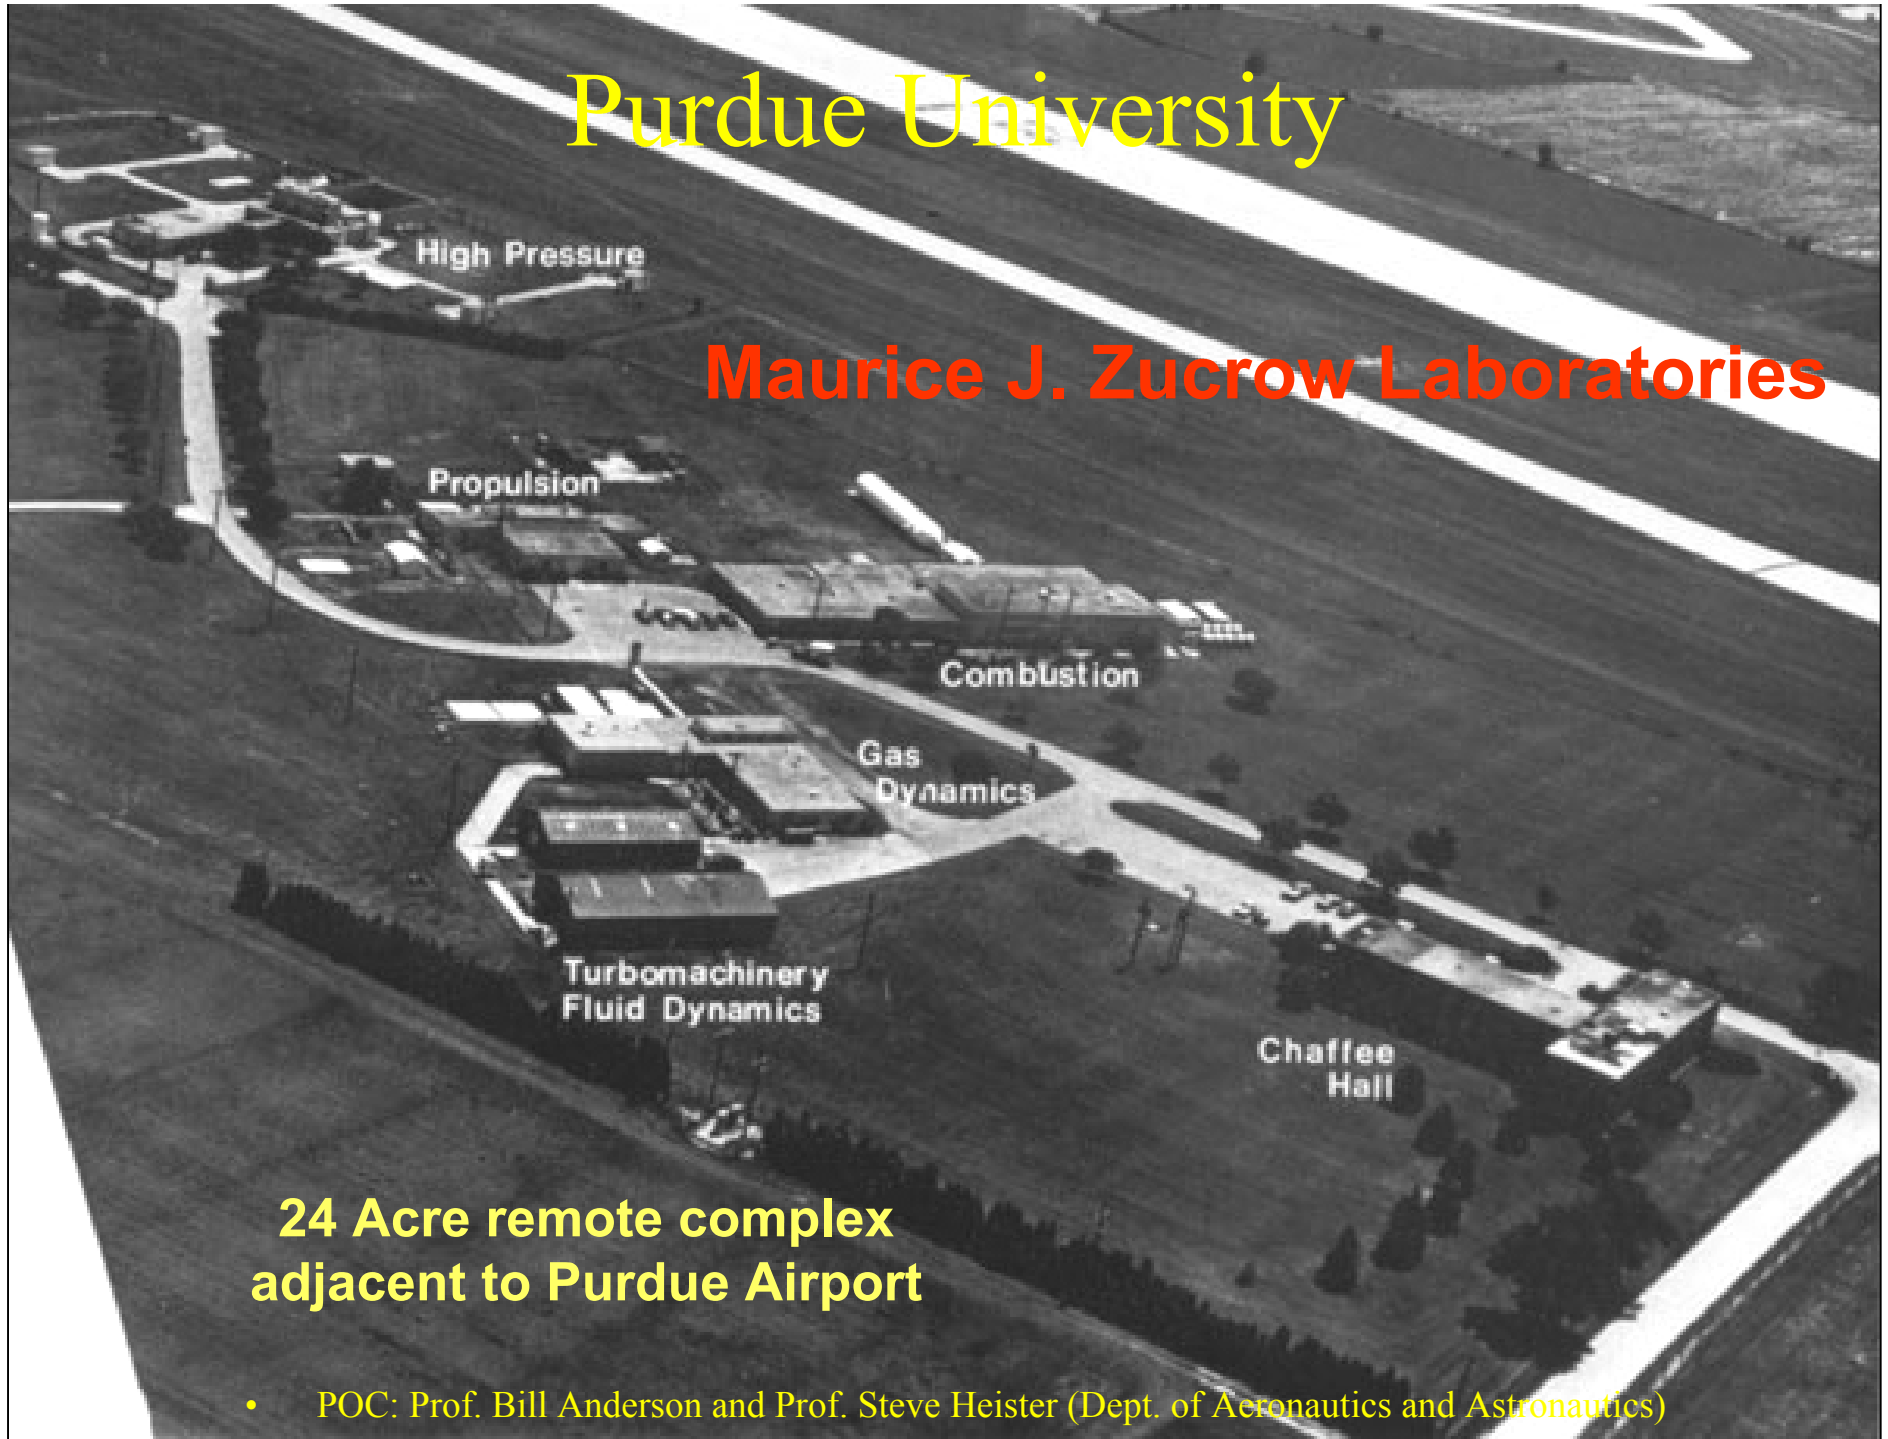 Purdue University
High Pressure
Maurice J. Zucrow Laboratories
Propulsion
Combustion
Gas
Dynamics
Turbomachinery
Fluid Dynamics
Chaffee
Hall
24 Acre remote complex
adjacent to Purdue Airport
• POC: Prof. Bill Anderson and Prof. Steve Heister (Dept. of Aeronautics and Astronautics)